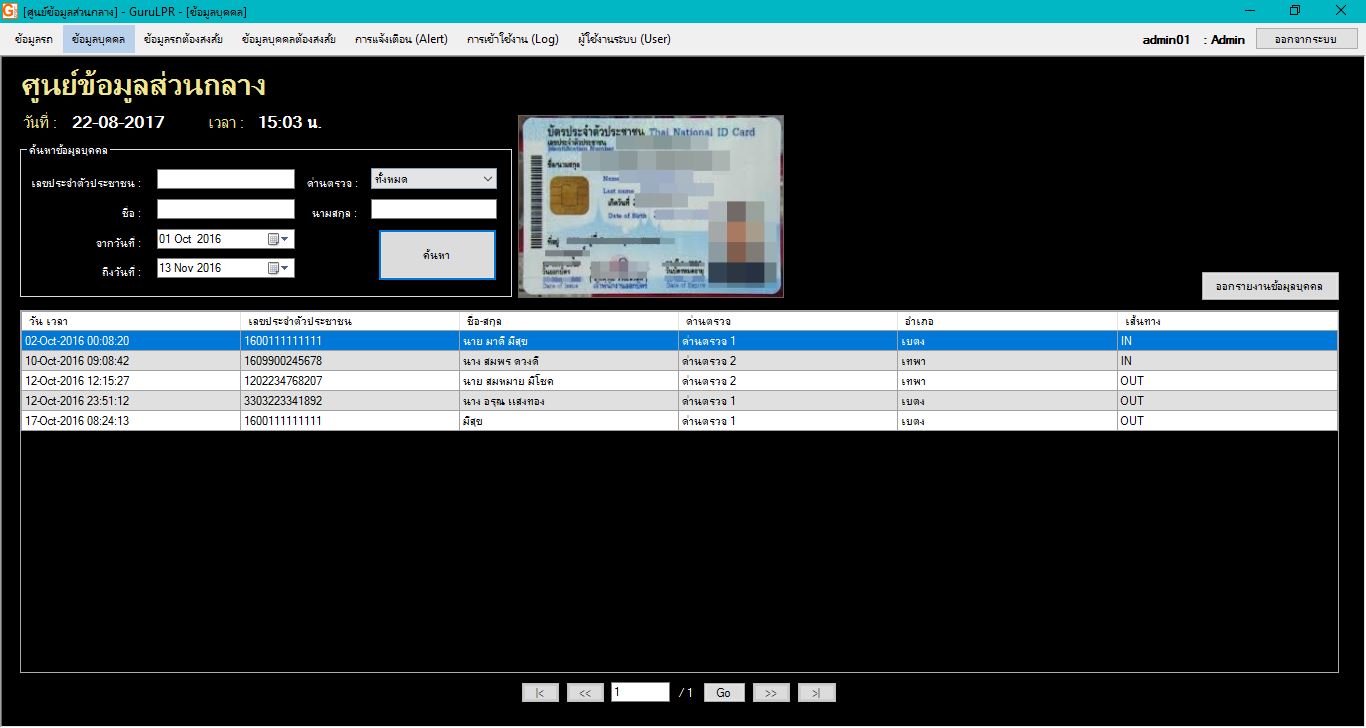 [ศูนย์ข้อมูลส่วนกลาง] - GuruLPR - [ข้อมูลบุคคล]
ข้อมูลรถ ข้อมูลบุคคล ข้อมูลรถต้องสงสัย ข้อมูลบุคคลต้องสงสัย การแจ้งเตือน (Alert) การเข้าใช้งาน (Log) ผู้ใช้งานระบบ (User) admin01 : Admin ออกจากระบบ
ศูนย์ข้อมูลส่วนกลาง
วันที่ : 22-08-2017 เวลา : 15:03 น.
ค้นหาข้อมูลบุคคล
เลขประจำตัวประชาชน : ด่านตรวจ : ทั้งหมด
ชื่อ : นามสกุล :
จากวันที่ : 01 Oct 2016
ถึงวันที่ : 13 Nov 2016
ค้นหา
บัตรประจำตัวประชาชน Thai National ID Card
เลขประจำตัวประชาชน
Identification Number
ชื่อ/นามสกุล
Name
Last name
เกิดวันที่
Date of Birth
ที่อยู่
วันออกบัตร วันบัตรหมดอายุ
Date of Issue เจ้าพนักงานออกบัตร Date of Expiry
ออกรายงานข้อมูลบุคคล
วัน เวลา เลขประจำตัวประชาชน ชื่อ-สกุล ด่านตรวจ อำเภอ เส้นทาง
02-Oct-2016 00:08:20 1600111111111 นาย มาดี มีสุข ด่านตรวจ 1 เบตง IN
10-Oct-2016 09:08:42 1609900245678 นาง สมพร ดวงดี ด่านตรวจ 2 เทพา IN
12-Oct-2016 12:15:27 1202234768207 นาย สมหมาย มีโชค ด่านตรวจ 2 เทพา OUT
12-Oct-2016 23:51:12 3303223341892 นาง อรุณ แสงทอง ด่านตรวจ 1 เบตง OUT
17-Oct-2016 08:24:13 1600111111111 มีสุข ด่านตรวจ 1 เบตง OUT
|< << 1 / 1 Go >> >|